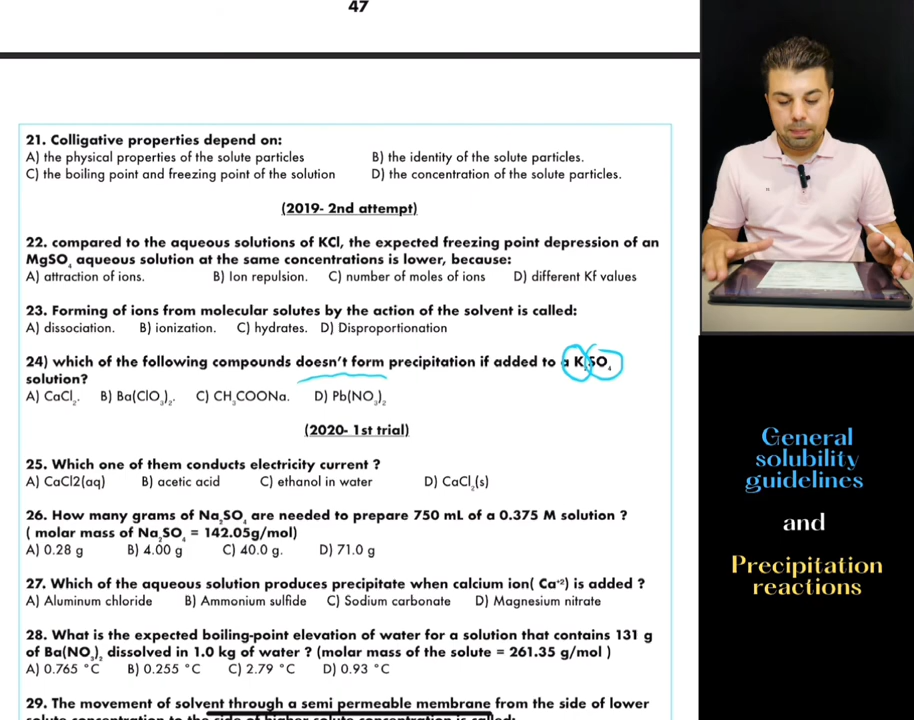 47
21. Colligative properties depend on:
A) the physical properties of the solute particles B) the identity of the solute particles.
C) the boiling point and freezing point of the solution D) the concentration of the solute particles.
(2019- 2nd attempt)
22. compared to the aqueous solutions of KCl, the expected freezing point depression of an
MgSO₄ aqueous solution at the same concentrations is lower, because:
A) attraction of ions. B) Ion repulsion. C) number of moles of ions D) different Kf values
23. Forming of ions from molecular solutes by the action of the solvent is called:
A) dissociation. B) ionization. C) hydrates. D) Disproportionation
24) which of the following compounds doesn't form precipitation if added to a K₂SO₄
solution?
A) CaCl₂. B) Ba(ClO₃)₂. C) CH₃COONa. D) Pb(NO₃)₂
(2020- 1st trial)
25. Which one of them conducts electricity current ?
A) CaCl2(aq) B) acetic acid C) ethanol in water D) CaCl₂(s)
26. How many grams of Na₂SO₄ are needed to prepare 750 mL of a 0.375 M solution ?
( molar mass of Na₂SO₄ = 142.05g/mol)
A) 0.28 g B) 4.00 g C) 40.0 g. D) 71.0 g
27. Which of the aqueous solution produces precipitate when calcium ion( Ca⁺²) is added ?
A) Aluminum chloride B) Ammonium sulfide C) Sodium carbonate D) Magnesium nitrate
28. What is the expected boiling-point elevation of water for a solution that contains 131 g
of Ba(NO₃)₂ dissolved in 1.0 kg of water ? (molar mass of the solute = 261.35 g/mol )
A) 0.765 °C B) 0.255 °C C) 2.79 °C D) 0.93 °C
29. The movement of solvent through a semi permeable membrane from the side of lower
solute concentration to the side of higher solute concentration is called:
General
solubility
guidelines
and
Precipitation
reactions